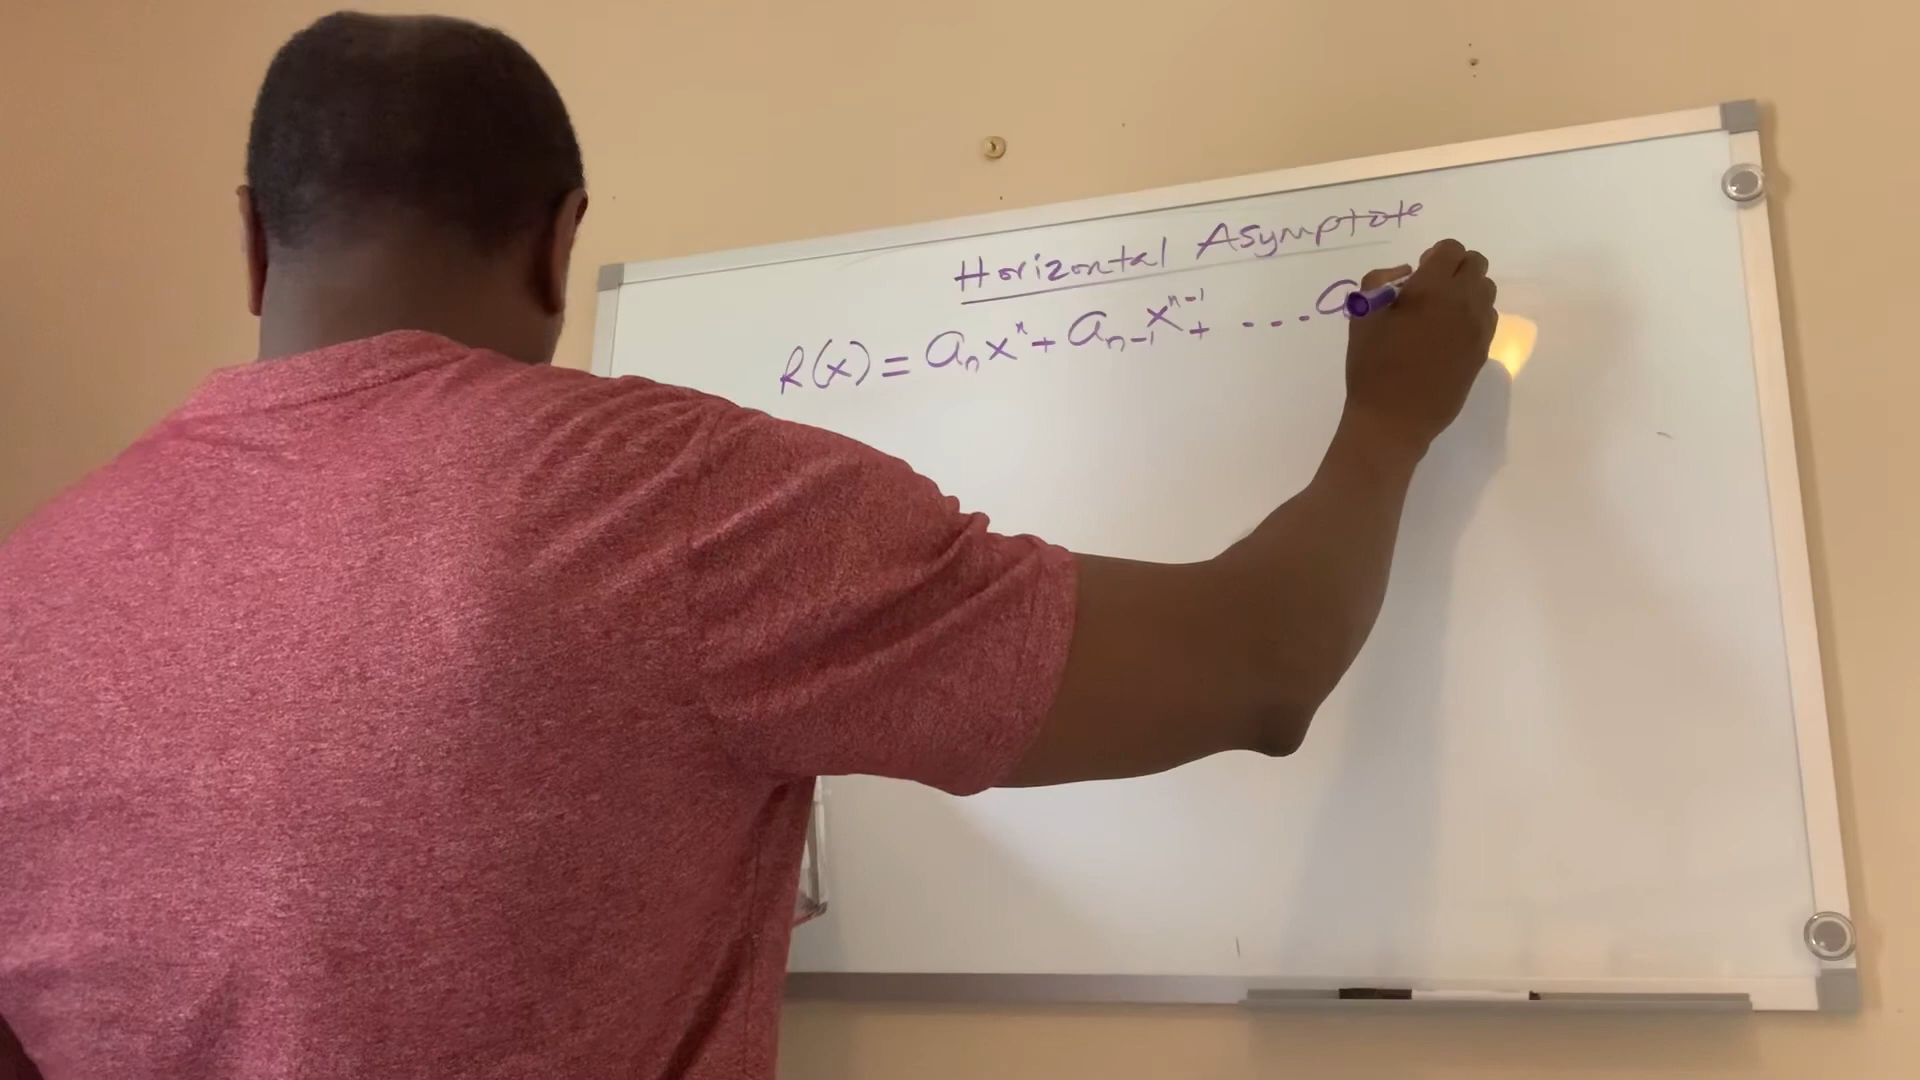 Horizontal Asymptote
R(x) = aₙxⁿ + aₙ₋₁xⁿ⁻¹ + ---a